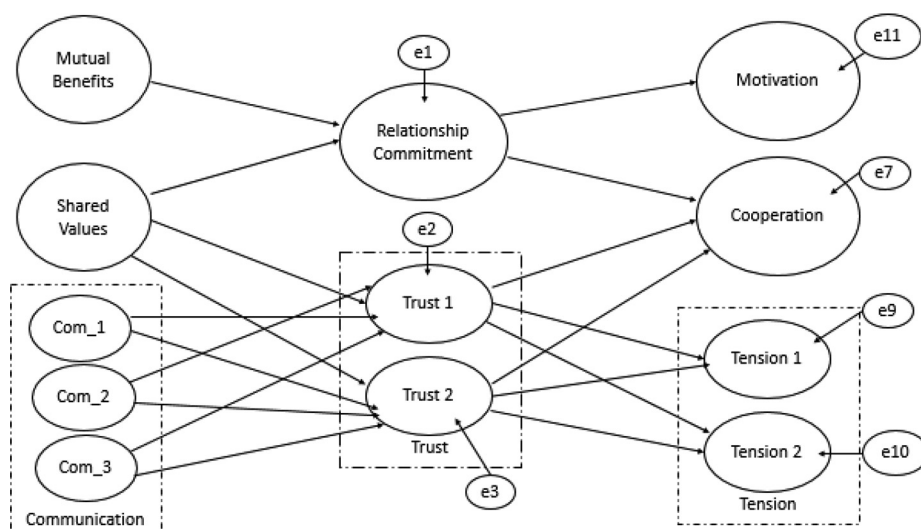 Mutual
Benefits
e1
Motivation
e11
Relationship
Commitment
Shared
Values
e7
Cooperation
e2
Trust 1
Com_1
e9
Tension 1
Com_2
Trust 2
Trust
Com_3
Tension 2
e10
e3
Tension
Communication